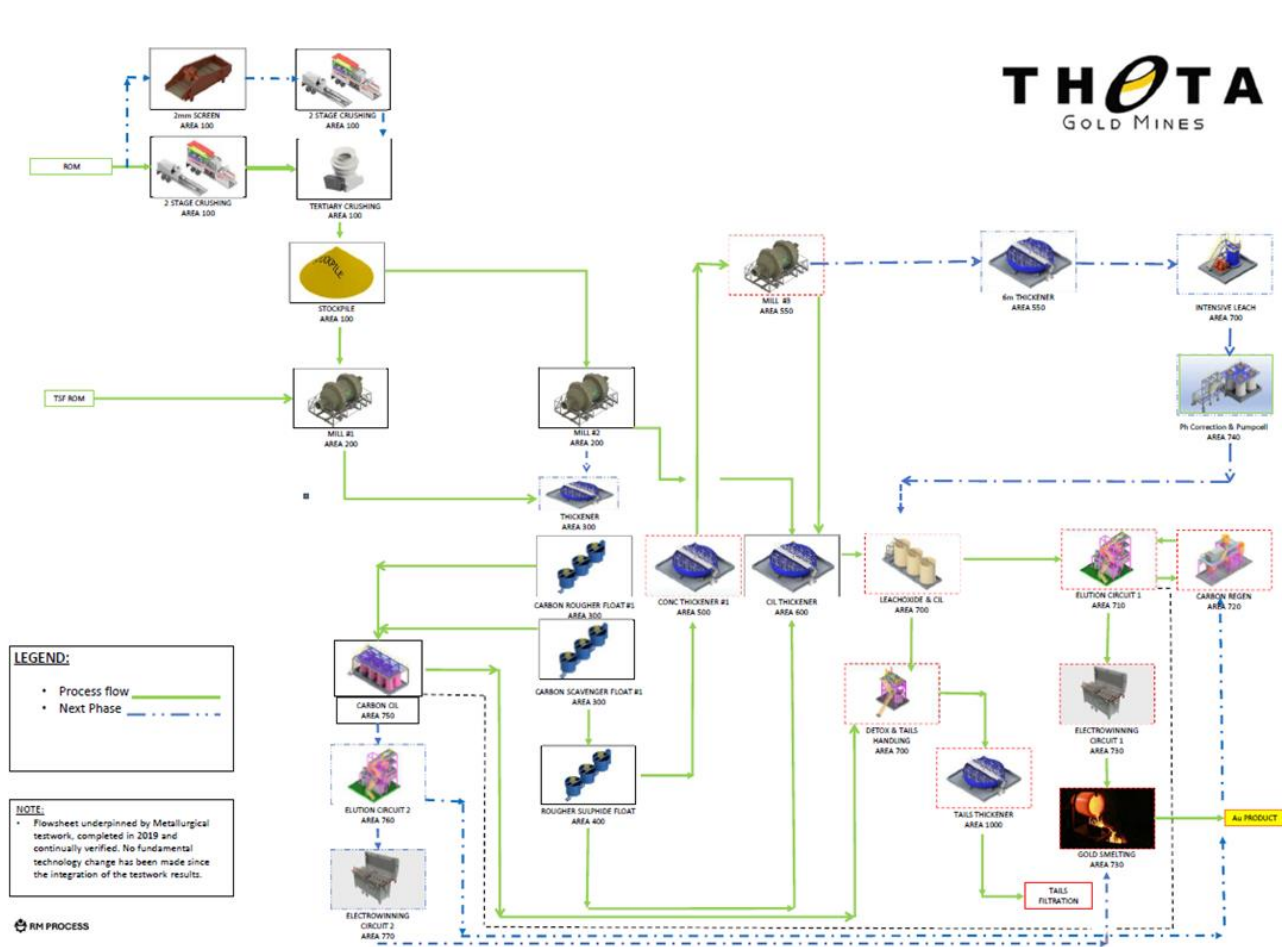 THETA
GOLD MINES
2mm SCREEN
AREA 100
2 STAGE CRUSHING
AREA 100
ROM
2 STAGE CRUSHING
AREA 100
TERTIARY CRUSHING
AREA 100
STOCKPILE
STOCKPILE
AREA 100
MILL #3
AREA 550
6m THICKENER
AREA 550
INTENSIVE LEACH
AREA 700
TSF ROM
MILL #1
AREA 200
MILL #2
AREA 200
Ph Correction & Pumpcell
AREA 740
THICKENER
AREA 300
CARBON ROUGHER FLOAT#1
AREA 300
CONC THICKENER #1
AREA 500
CIL THICKENER
AREA 600
LEACHOXIDE & CIL
AREA 700
ELUTION CIRCUIT 1
AREA 710
CARBON REGEN
AREA 720
CARBON SCAVENGER FLOAT #1
AREA 300
CARBON CIL
AREA 750
DETOX & TAILS
HANDLING
AREA 700
ELECTROWINNING
CIRCUIT 1
AREA 730
LEGEND:
• Process flow
• Next Phase
ELUTION CIRCUIT 2
AREA 760
ROUGHER SULPHIDE FLOAT
AREA 400
TAILS THICKENER
AREA 1000
GOLD SMELTING
AREA 730
Au PRODUCT
NOTE:
• Flowsheet underpinned by Metallurgical
testwork, completed in 2019 and
continually verified. No fundamental
technology change has been made since
the integration of the testwork results.
TAILS
FILTRATION
ELECTROWINNING
CIRCUIT 2
AREA 770
RM PROCESS